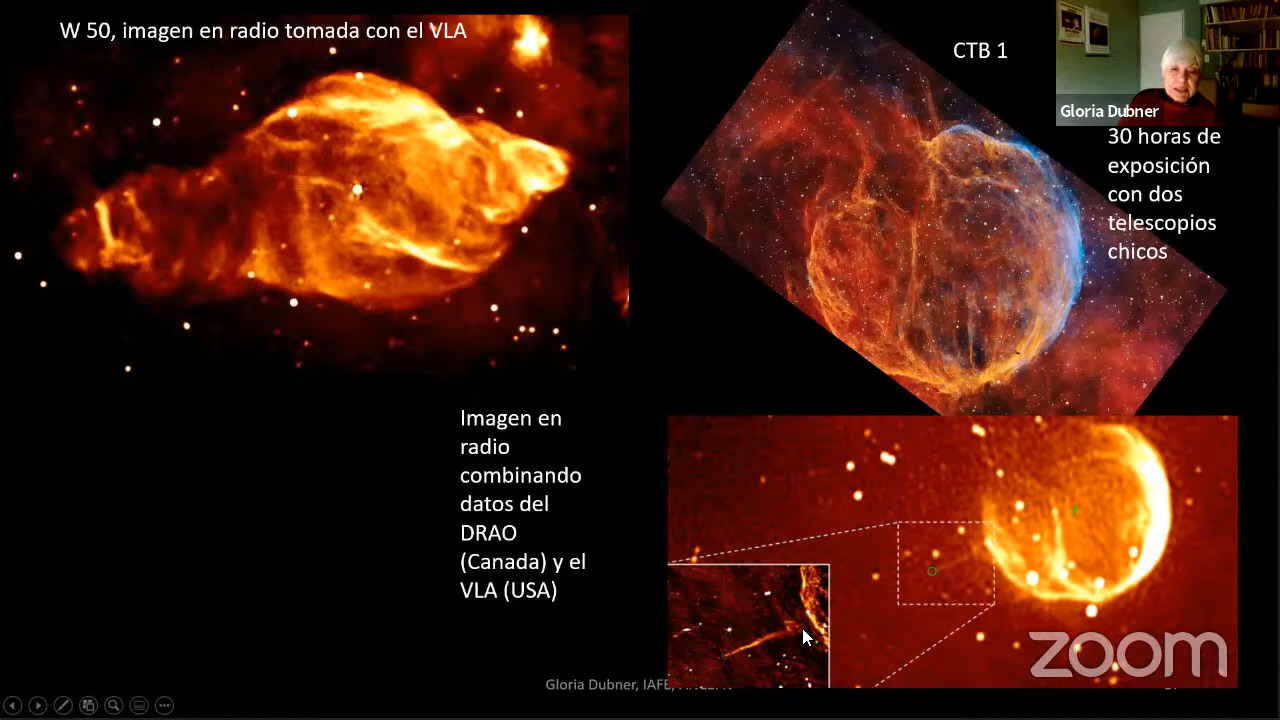 W 50, imagen en radio tomada con el VLA
CTB 1
Gloria Dubner
30 horas de
exposición
con dos
telescopios
chicos
Imagen en
radio
combinando
datos del
DRAO
(Canada) y el
VLA (USA)
zoom
Gloria Dubner, IAFE,